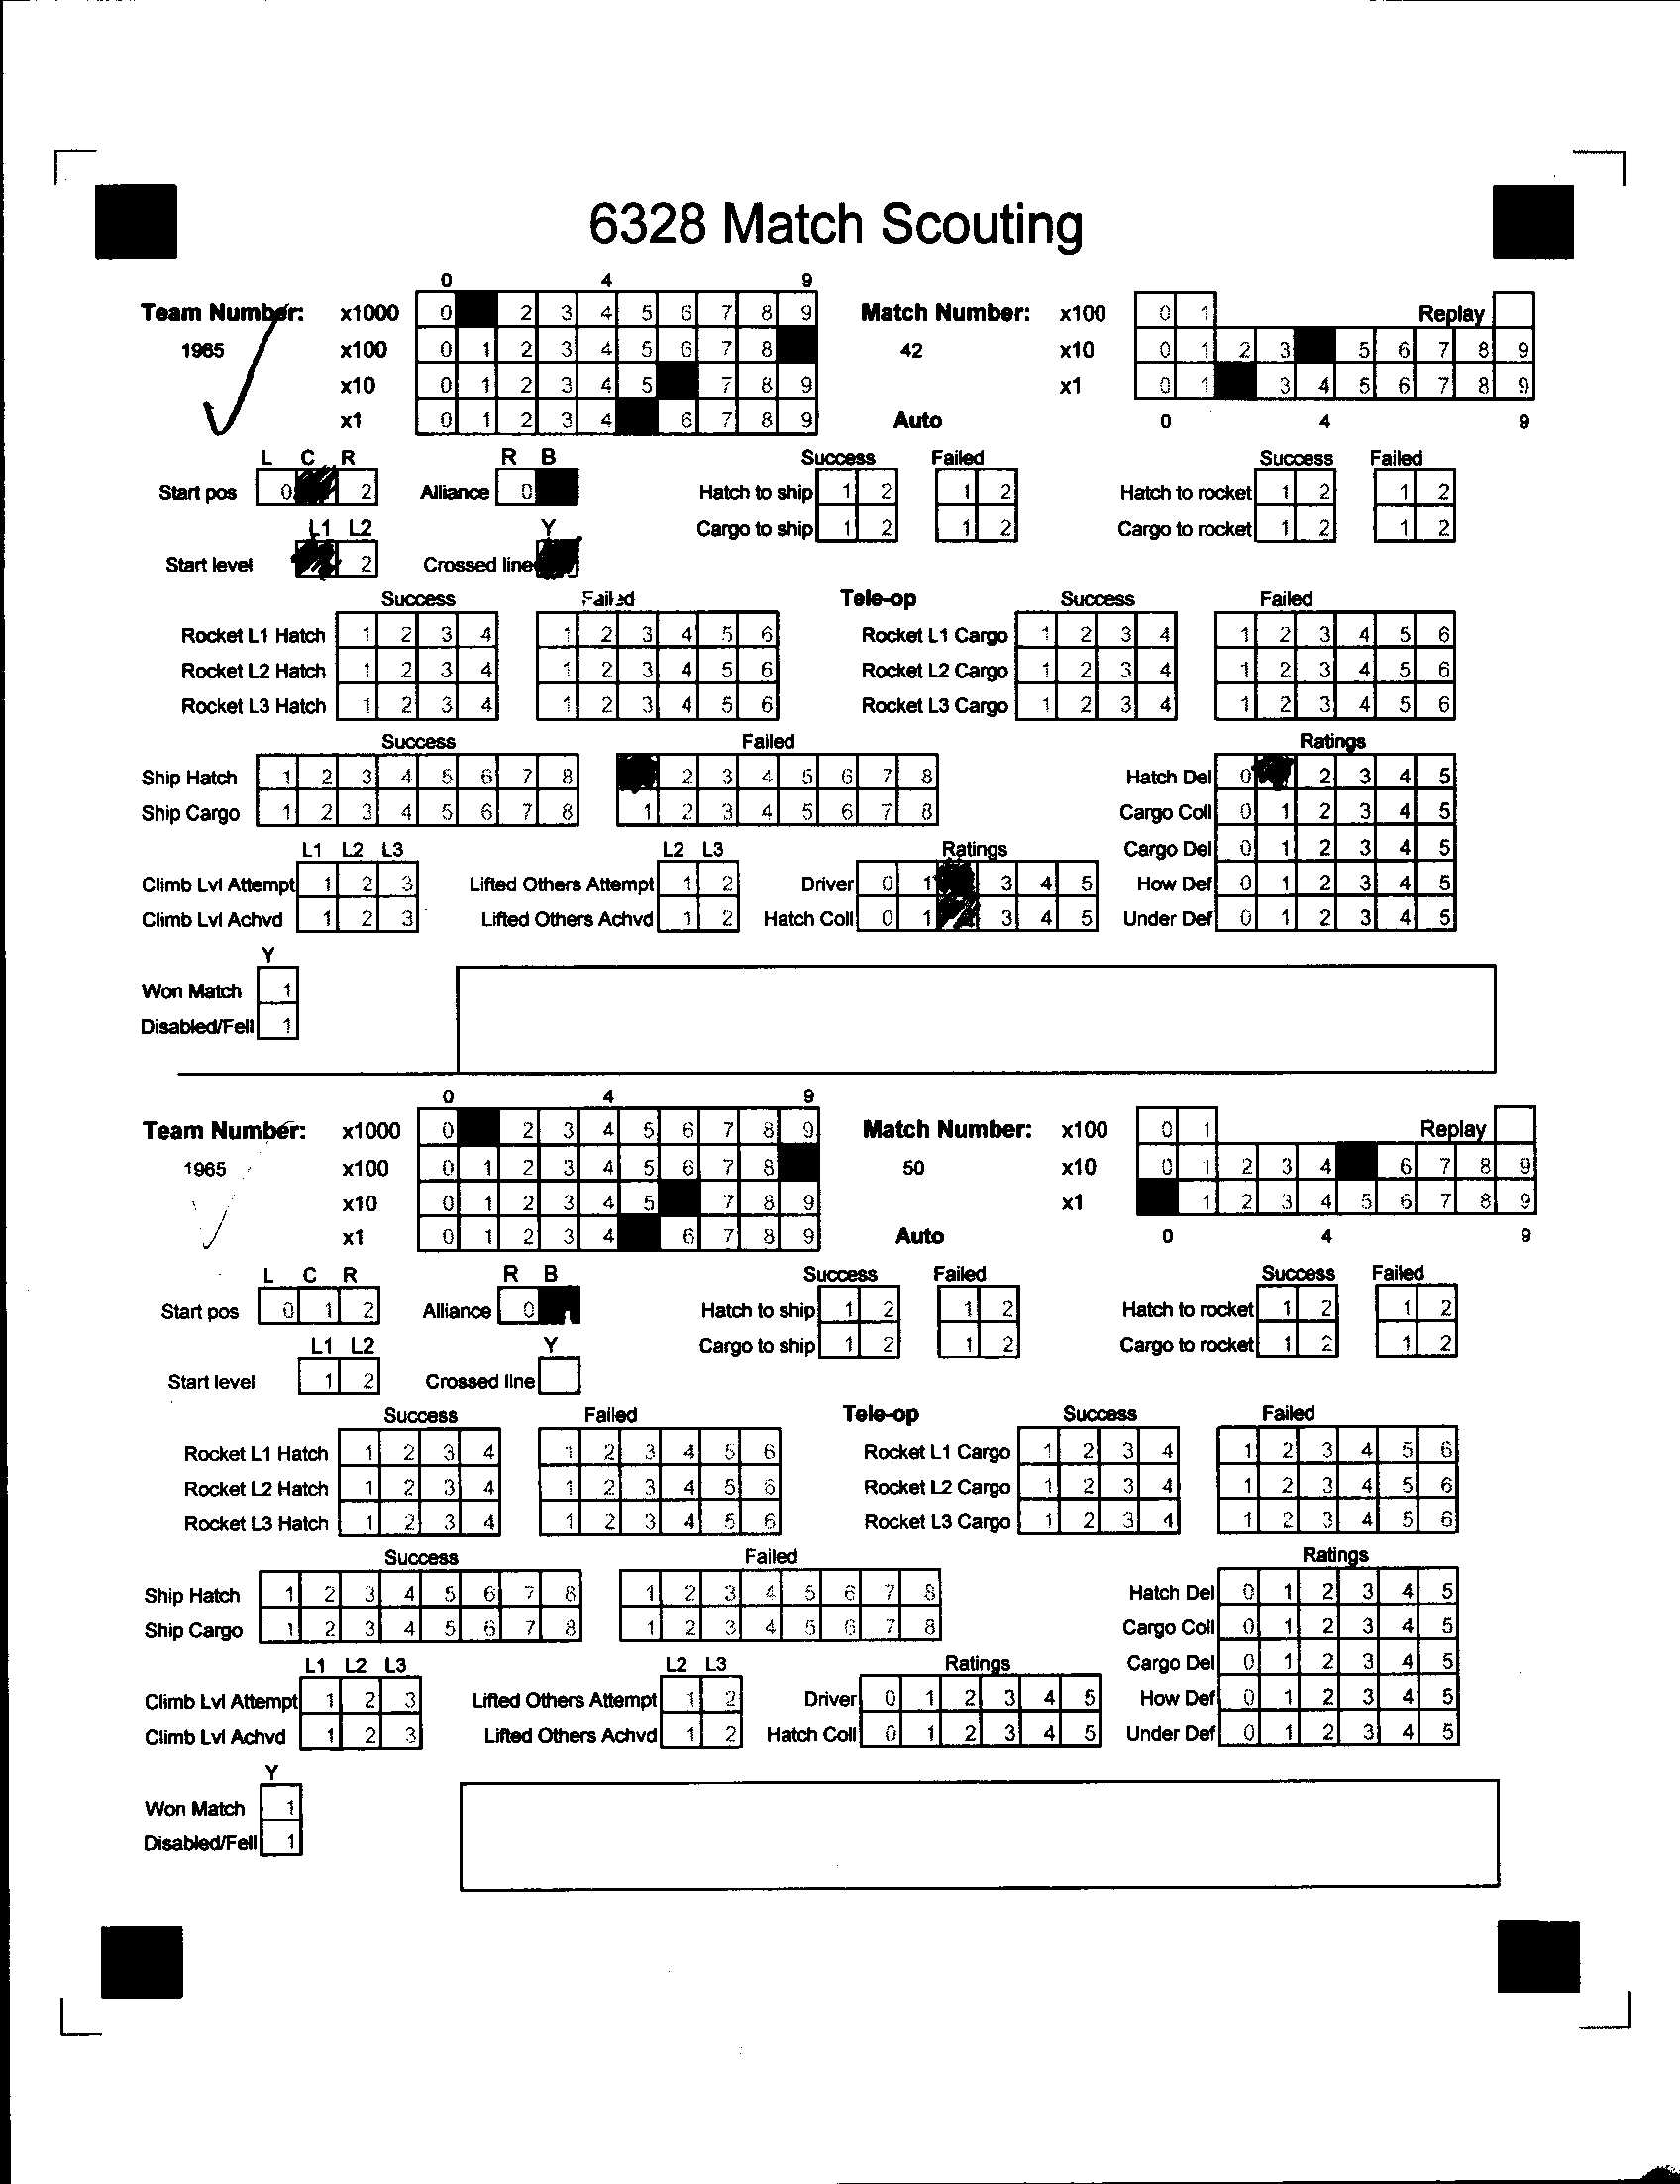 6328 Match Scouting
0 4 9
Team Number: x1000 0 2 3 4 5 6 7 8 9 Match Number: x100 0 1 Replay
1965 x100 0 1 2 3 4 5 6 7 8 42 x10 0 1 2 3 5 6 7 8 9
x10 0 1 2 3 4 5 7 8 9 x1 0 1 3 4 5 6 7 8 9
x1 0 1 2 3 4 6 7 8 9 Auto 0 4 9
L C R R B Success Failed Success Failed
Start pos 0 2 Alliance 0 Hatch to ship 1 2 1 2 Hatch to rocket 1 2 1 2
L1 L2 Y Cargo to ship 1 2 1 2 Cargo to rocket 1 2 1 2
Start level 2 Crossed line
Success Failed Tele-op Success Failed
Rocket L1 Hatch 1 2 3 4 1 2 3 4 5 6 Rocket L1 Cargo 1 2 3 4 1 2 3 4 5 6
Rocket L2 Hatch 1 2 3 4 1 2 3 4 5 6 Rocket L2 Cargo 1 2 3 4 1 2 3 4 5 6
Rocket L3 Hatch 1 2 3 4 1 2 3 4 5 6 Rocket L3 Cargo 1 2 3 4 1 2 3 4 5 6
Success Failed Ratings
Ship Hatch 1 2 3 4 5 6 7 8 2 3 4 5 6 7 8 Hatch Del 0 2 3 4 5
Ship Cargo 1 2 3 4 5 6 7 8 1 2 3 4 5 6 7 8 Cargo Coll 0 1 2 3 4 5
L1 L2 L3 L2 L3 Ratings Cargo Del 0 1 2 3 4 5
Climb Lvl Attempt 1 2 3 Lifted Others Attempt 1 2 Driver 0 1 3 4 5 How Def 0 1 2 3 4 5
Climb Lvl Achvd 1 2 3 Lifted Others Achvd 1 2 Hatch Coll 0 1 3 4 5 Under Def 0 1 2 3 4 5
Y
Won Match 1
Disabled/Fell 1
0 4 9
Team Number: x1000 0 2 3 4 5 6 7 8 9 Match Number: x100 0 1 Replay
1965 x100 0 1 2 3 4 5 6 7 8 50 x10 0 1 2 3 4 6 7 8 9
x10 0 1 2 3 4 5 7 8 9 x1 1 2 3 4 5 6 7 8 9
x1 0 1 2 3 4 6 7 8 9 Auto 0 4 9
L C R R B Success Failed Success Failed
Start pos 0 1 2 Alliance 0 Hatch to ship 1 2 1 2 Hatch to rocket 1 2 1 2
L1 L2 Y Cargo to ship 1 2 1 2 Cargo to rocket 1 2 1 2
Start level 1 2 Crossed line
Success Failed Tele-op Success Failed
Rocket L1 Hatch 1 2 3 4 1 2 3 4 5 6 Rocket L1 Cargo 1 2 3 4 1 2 3 4 5 6
Rocket L2 Hatch 1 2 3 4 1 2 3 4 5 6 Rocket L2 Cargo 1 2 3 4 1 2 3 4 5 6
Rocket L3 Hatch 1 2 3 4 1 2 3 4 5 6 Rocket L3 Cargo 1 2 3 4 1 2 3 4 5 6
Success Failed Ratings
Ship Hatch 1 2 3 4 5 6 7 8 1 2 3 4 5 6 7 8 Hatch Del 0 1 2 3 4 5
Ship Cargo 1 2 3 4 5 6 7 8 1 2 3 4 5 6 7 8 Cargo Coll 0 1 2 3 4 5
L1 L2 L3 L2 L3 Ratings Cargo Del 0 1 2 3 4 5
Climb Lvl Attempt 1 2 3 Lifted Others Attempt 1 2 Driver 0 1 2 3 4 5 How Def 0 1 2 3 4 5
Climb Lvl Achvd 1 2 3 Lifted Others Achvd 1 2 Hatch Coll 0 1 2 3 4 5 Under Def 0 1 2 3 4 5
Y
Won Match 1
Disabled/Fell 1